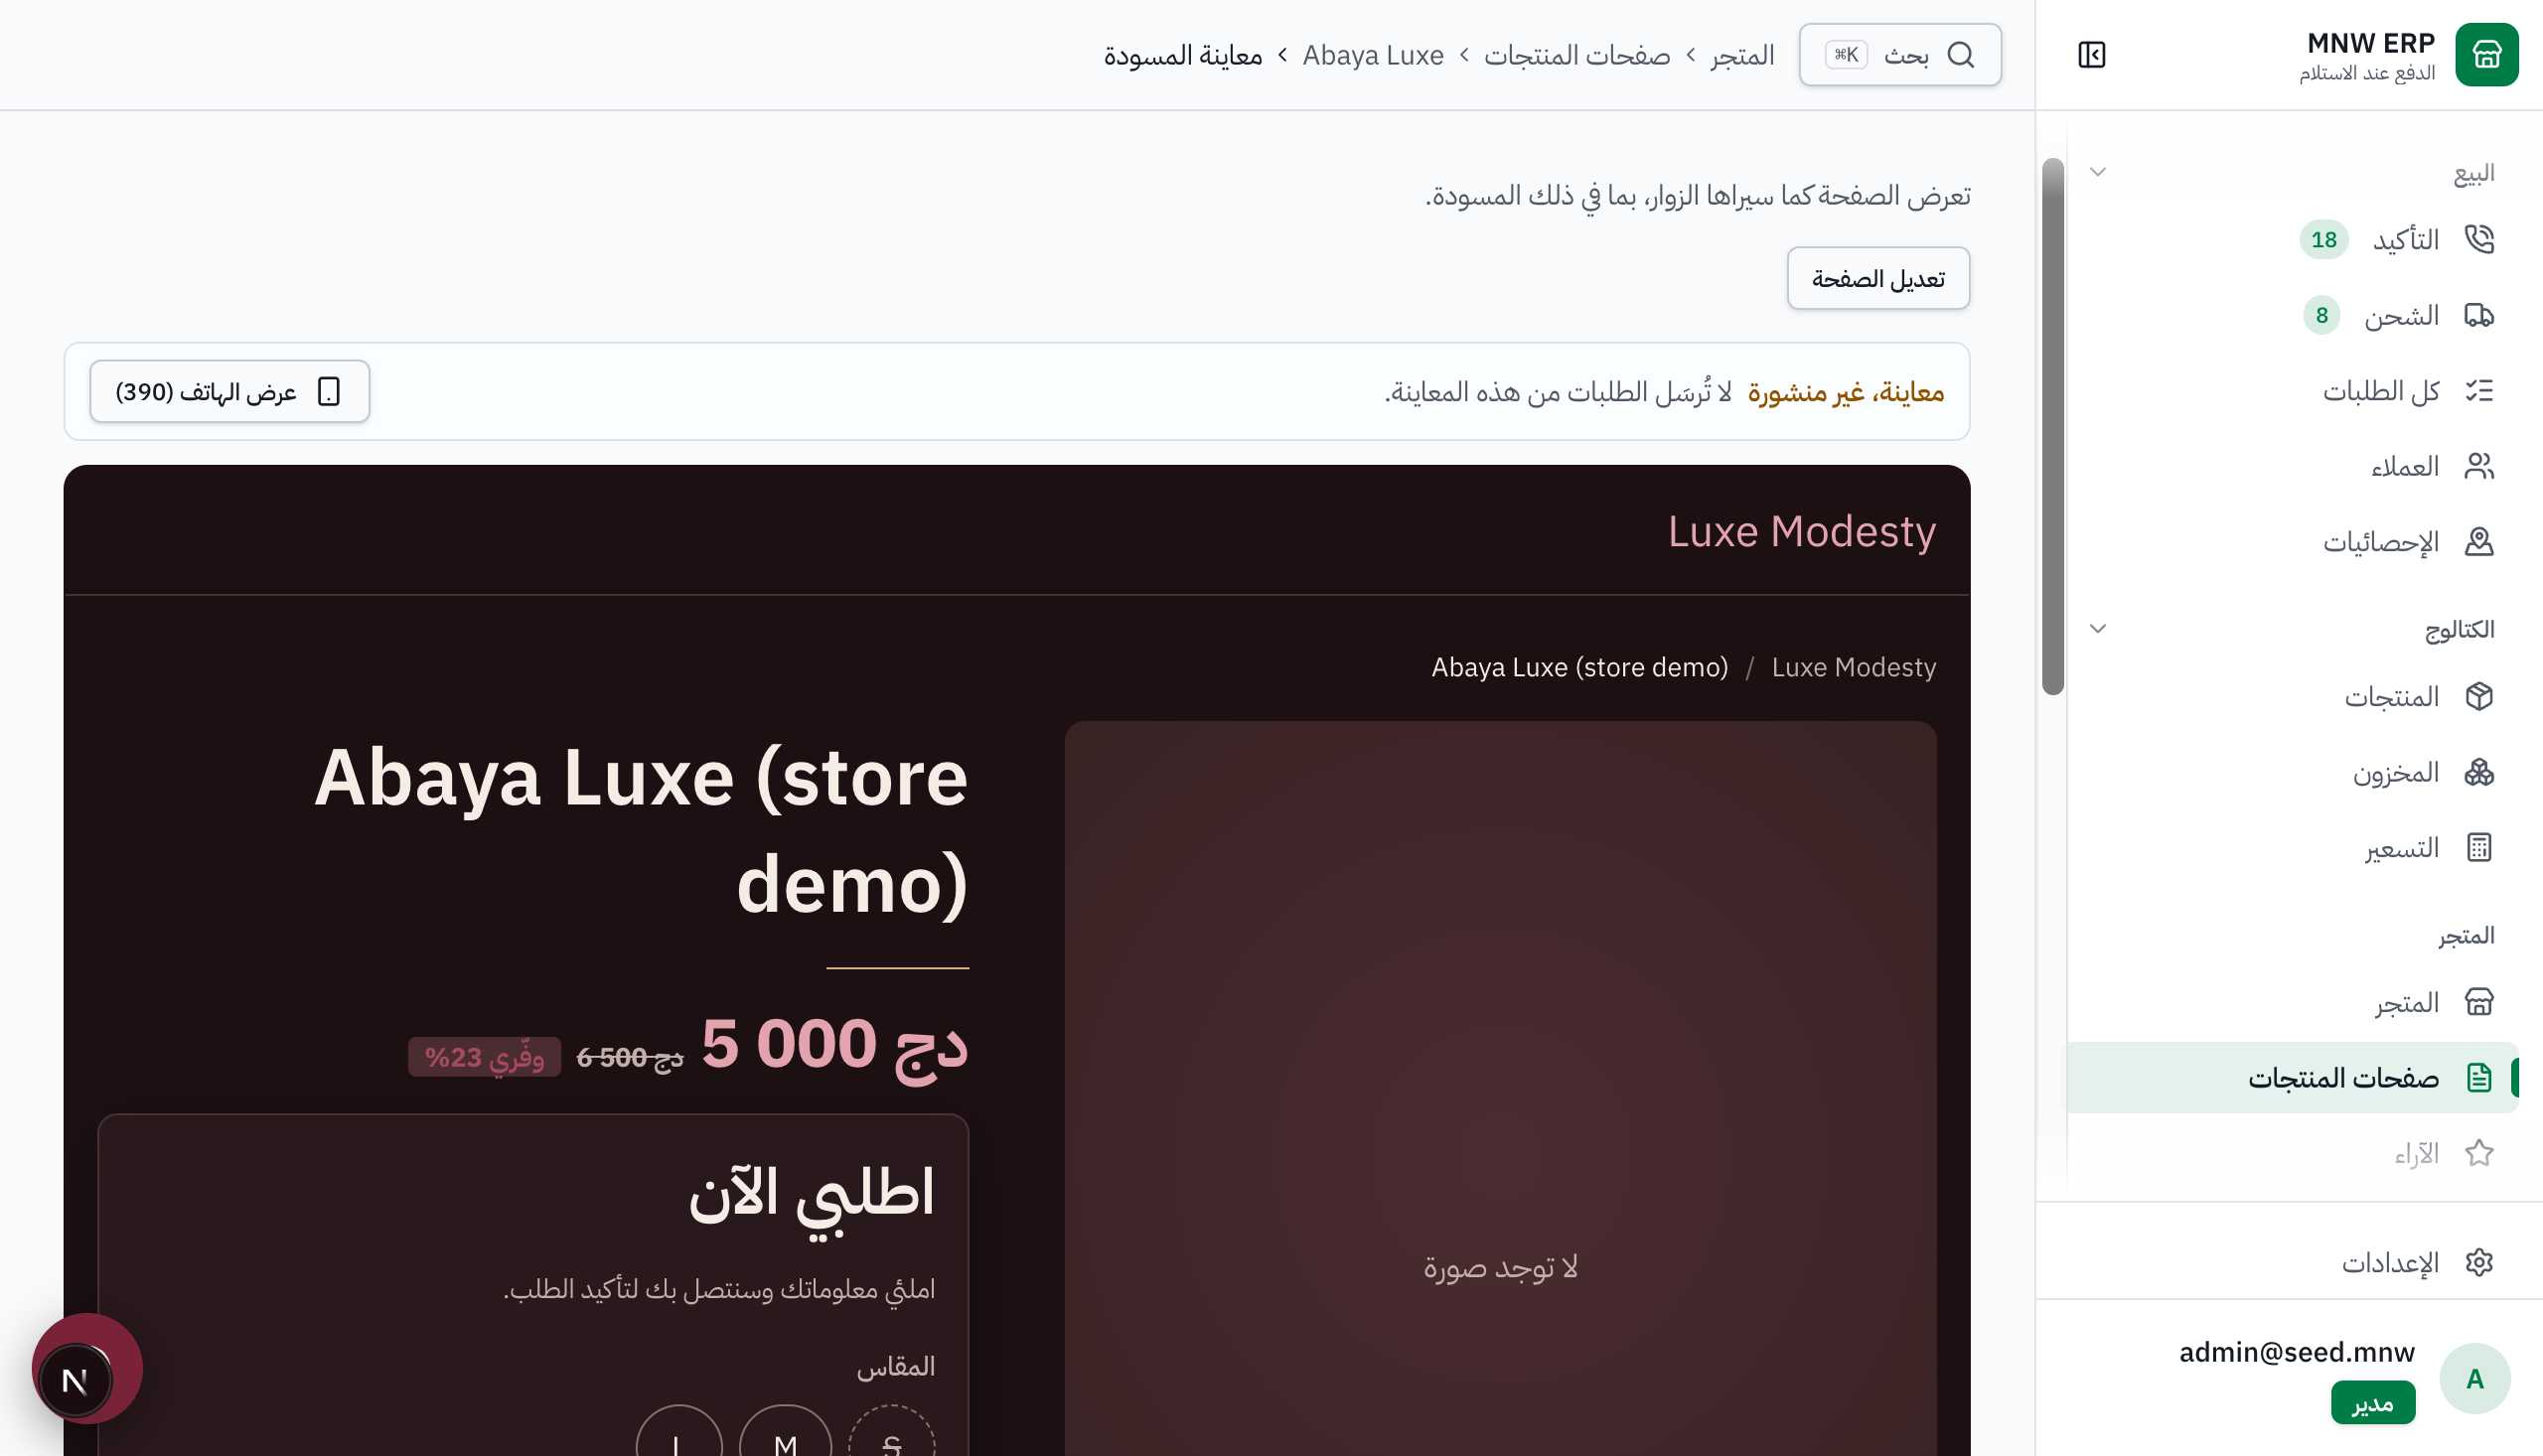 MNW ERP
الدفع عند الاستلام
البيع
التأكيد 18
الشحن 8
كل الطلبات
العملاء
الإحصائيات
الكتالوج
المنتجات
المخزون
التسعير
المتجر
المتجر
صفحات المنتجات
الآراء
الإعدادات
admin@seed.mnw
A
مدير
بحث ⌘K
المتجر › صفحات المنتجات › Abaya Luxe › معاينة المسودة
تعرض الصفحة كما سيراها الزوار، بما في ذلك المسودة.
تعديل الصفحة
معاينة، غير منشورة لا تُرسَل الطلبات من هذه المعاينة.
عرض الهاتف (390)
Luxe Modesty
Luxe Modesty / Abaya Luxe (store demo)
لا توجد صورة
Abaya Luxe (store
demo)
دج 5 000 دج 6 500 وفّري 23%
اطلبي الآن
املئي معلوماتك وسنتصل بك لتأكيد الطلب.
المقاس
S M L
N